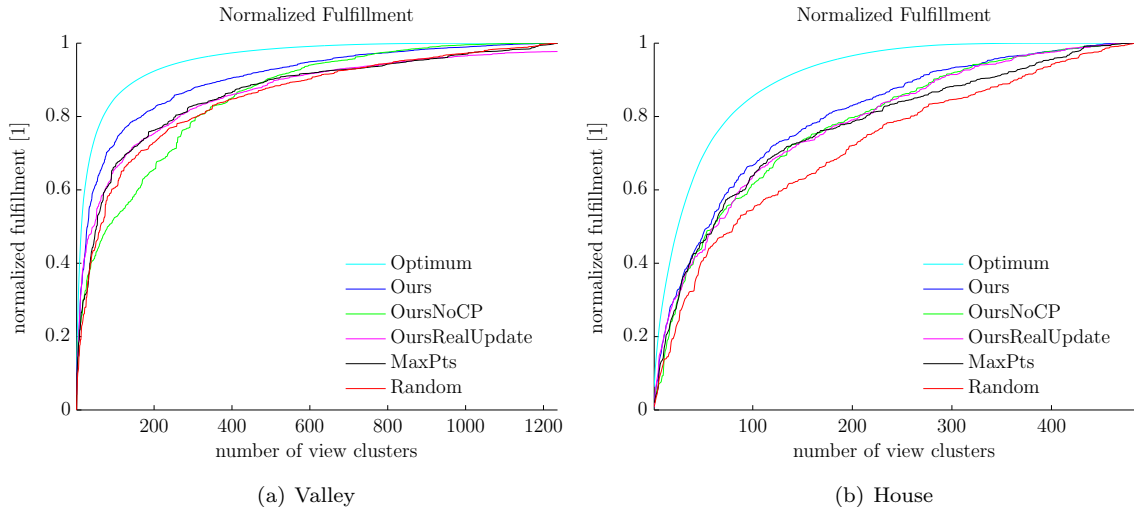 Normalized Fulfillment
normalized fulfillment [1]
1
0.8
0.6
0.4
0.2
0
200 400 600 800 1000 1200
number of view clusters
Optimum
Ours
OursNoCP
OursRealUpdate
MaxPts
Random
(a) Valley
Normalized Fulfillment
normalized fulfillment [1]
1
0.8
0.6
0.4
0.2
0
100 200 300 400
number of view clusters
Optimum
Ours
OursNoCP
OursRealUpdate
MaxPts
Random
(b) House